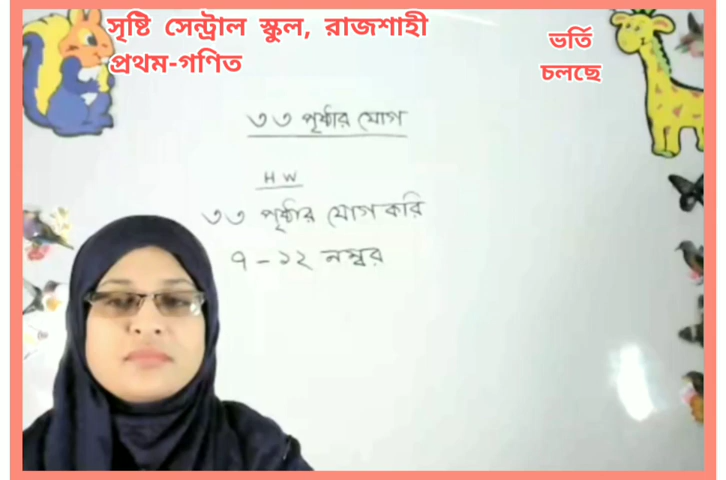 সৃষ্টি সেন্ট্রাল স্কুল, রাজশাহী
প্রথম-গণিত
ভর্তি
চলছে
৩৩ পৃষ্ঠার যোগ
H W
৩৩ পৃষ্ঠার যোগ করি
৭ – ১২ নম্বর